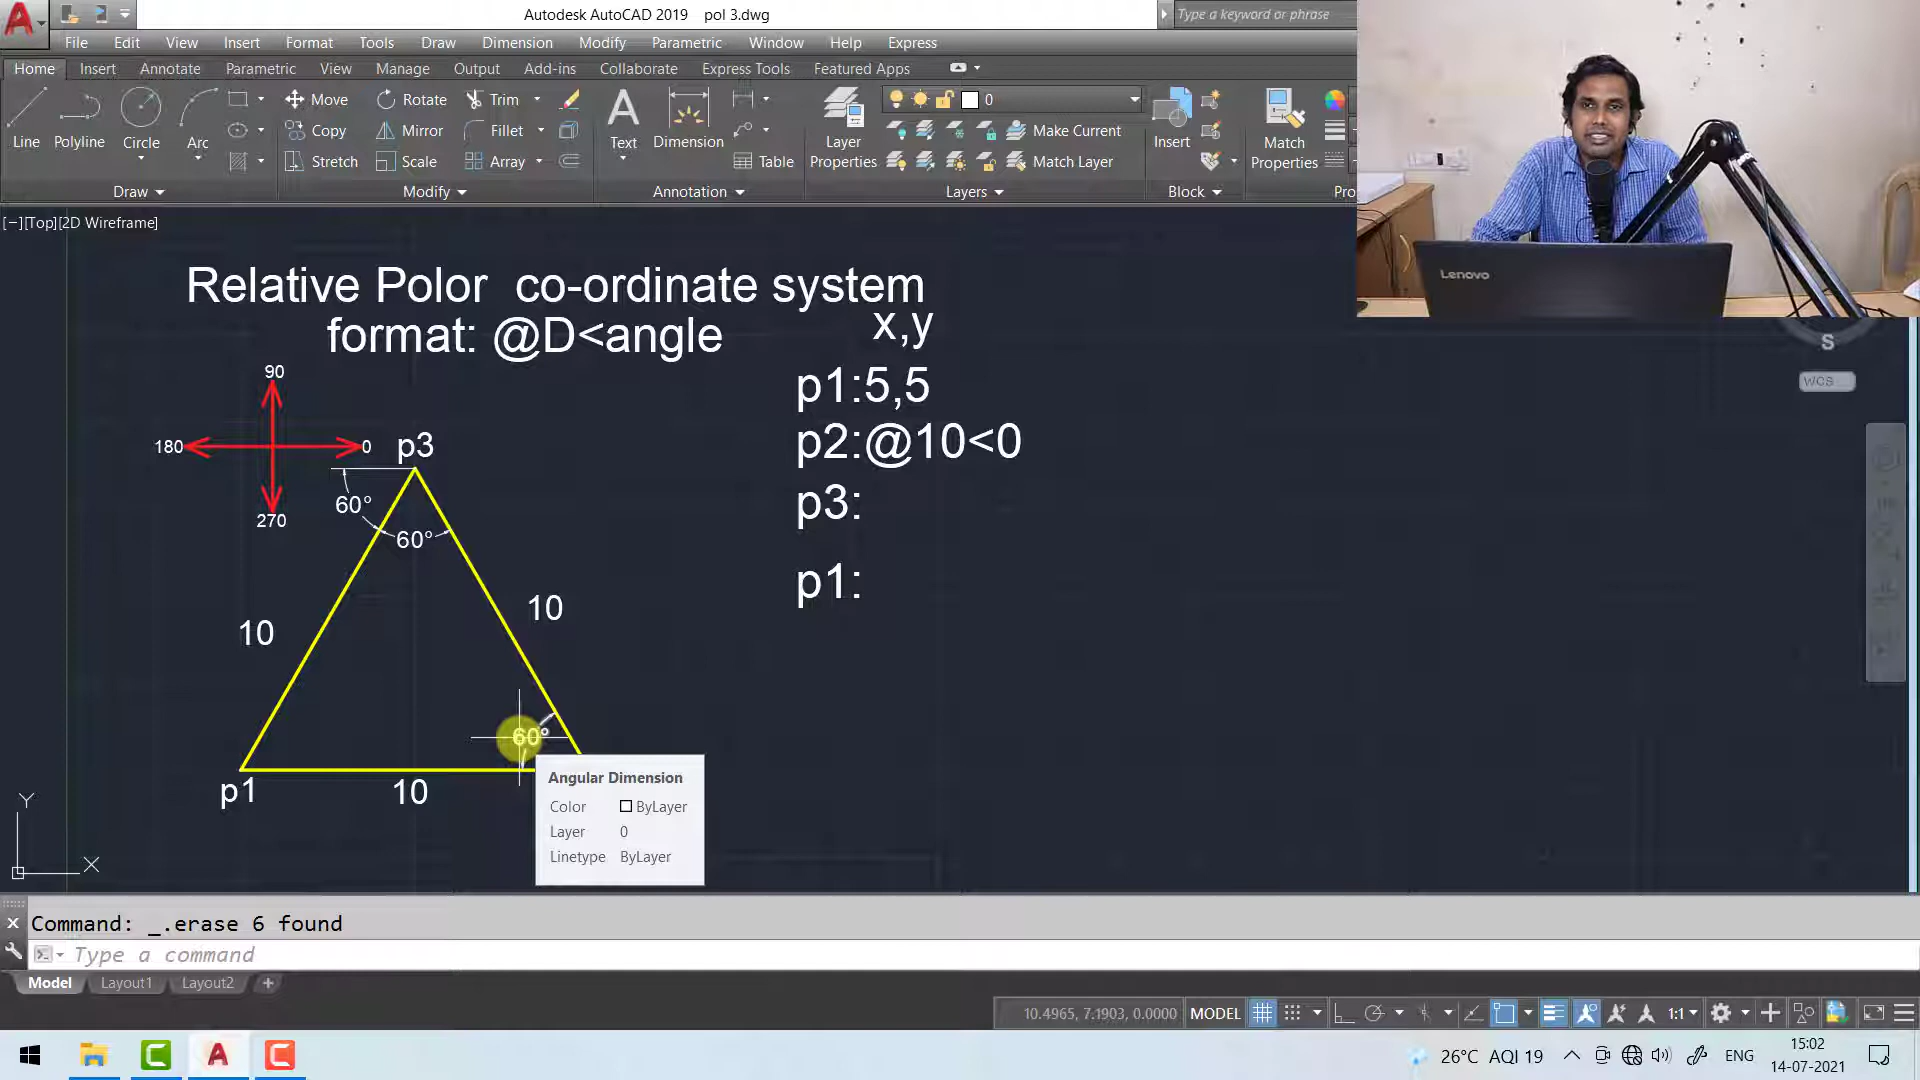 Autodesk AutoCAD 2019 pol 3.dwg
Type a keyword or phrase
File Edit View Insert Format Tools Draw Dimension Modify Parametric Window Help Express
Home Insert Annotate Parametric View Manage Output Add-ins Collaborate Express Tools Featured Apps
Line Polyline Circle Arc
Move Rotate Trim
Copy Mirror Fillet
Stretch Scale Array
Text Dimension Table
Layer Properties
0
Make Current
Match Layer
Insert
Match Properties
Draw Modify Annotation Layers Block
Lenovo
[−][Top][2D Wireframe]
Relative Polor co-ordinate system
format: @D<angle
x,y
p1:5,5
p2:@10<0
p3:
p1:
90
180
0
270
p3
60°
60°
10
10
60°
p1
10
Angular Dimension
Color ByLayer
Layer 0
Linetype ByLayer
Y
X
S
WCS
Command: _.erase 6 found
Type a command
Model Layout1 Layout2 +
10.4965, 7.1903, 0.0000 MODEL 1:1
26°C AQI 19 ENG
15:02
14-07-2021